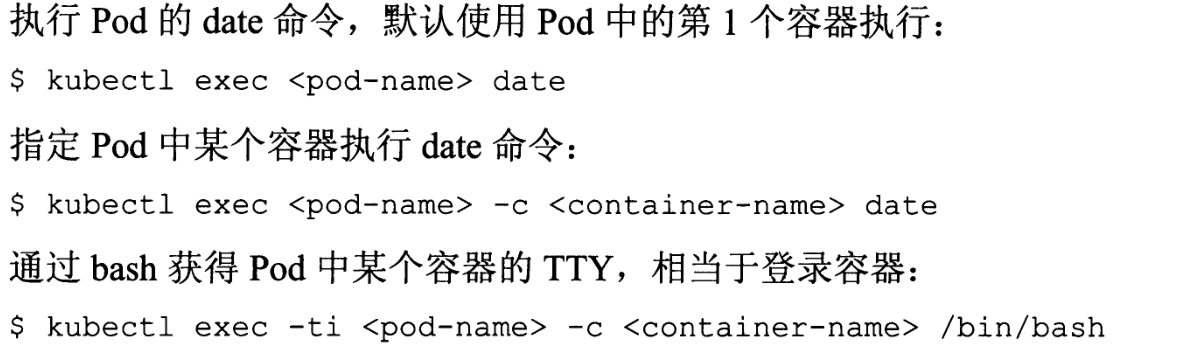 执行 Pod 的 date 命令，默认使用 Pod 中的第 1 个容器执行：
$ kubectl exec <pod-name> date
指定 Pod 中某个容器执行 date 命令：
$ kubectl exec <pod-name> -c <container-name> date
通过 bash 获得 Pod 中某个容器的 TTY，相当于登录容器：
$ kubectl exec -ti <pod-name> -c <container-name> /bin/bash